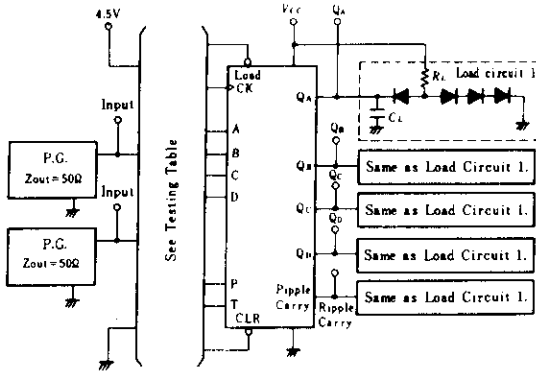 4.5V
VCC
QA
Load
CK
RL
Load circuit 1.
Input
QA
CL
A
QB
P.G.
Zout = 50Ω
B
QB
Same as Load Circuit 1.
C
QC
Input
See Testing Table
D
QC
Same as Load Circuit 1.
QD
P.G.
Zout = 50Ω
QD
Same as Load Circuit 1.
P
Ripple
Carry
Same as Load Circuit 1.
T
Ripple
Carry
CLR